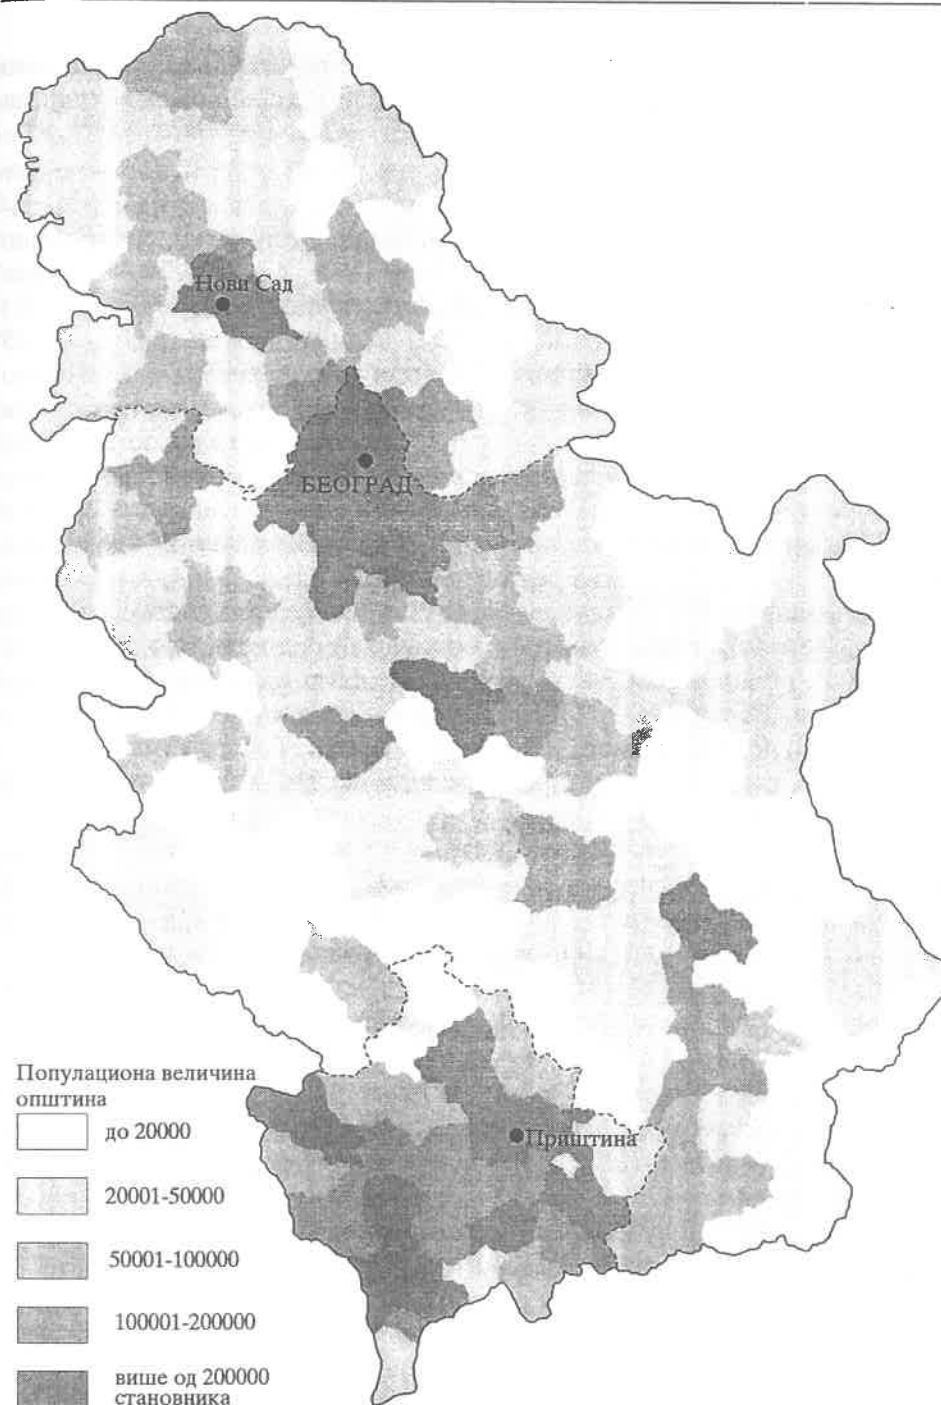 Нови Сад
БЕОГРАД
Приштина
Популациона величина
општина
до 20000
20001-50000
50001-100000
100001-200000
више од 200000
становника